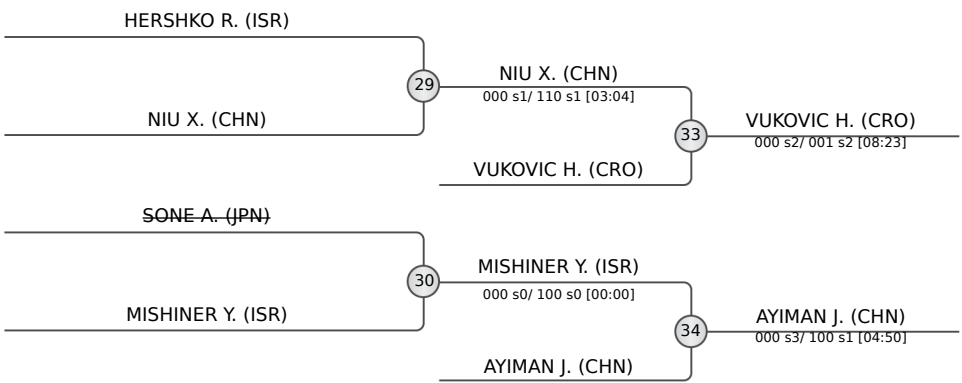 HERSHKO R. (ISR)
29
NIU X. (CHN)
NIU X. (CHN)
000 s1/ 110 s1 [03:04]
33
VUKOVIC H. (CRO)
VUKOVIC H. (CRO)
000 s2/ 001 s2 [08:23]
SONE A. (JPN)
30
MISHINER Y. (ISR)
MISHINER Y. (ISR)
000 s0/ 100 s0 [00:00]
34
AYIMAN J. (CHN)
AYIMAN J. (CHN)
000 s3/ 100 s1 [04:50]